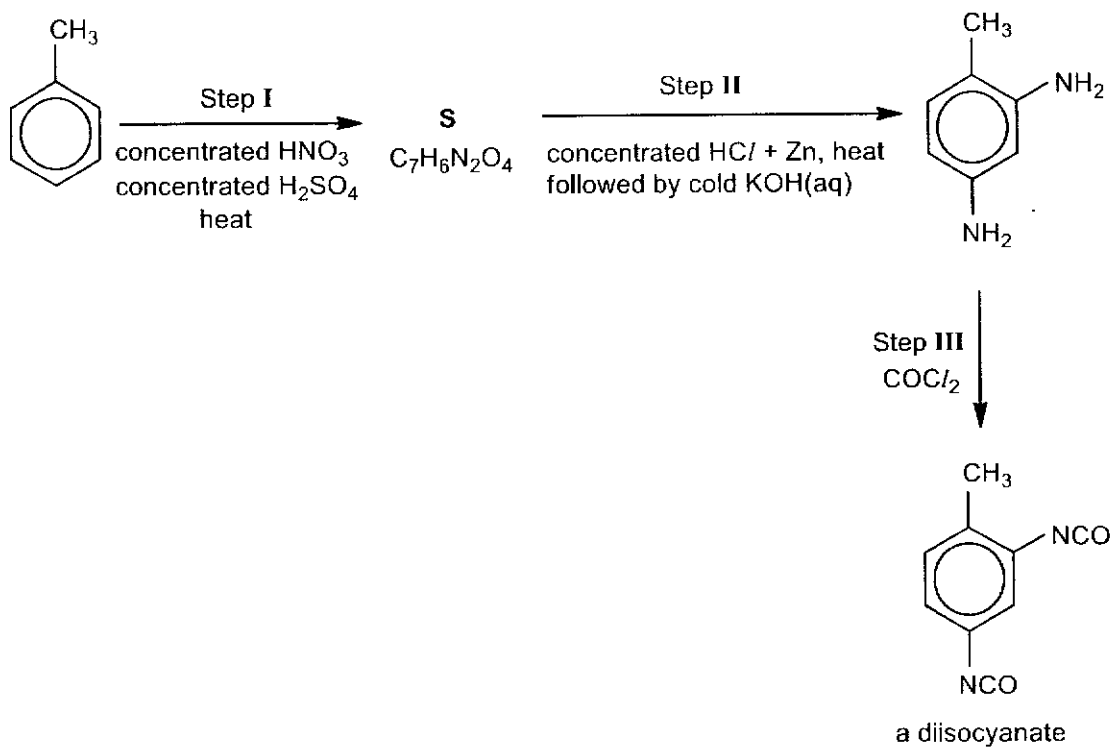 CH₃
Step I
concentrated HNO₃
concentrated H₂SO₄
heat
S
C₇H₆N₂O₄
Step II
concentrated HCl + Zn, heat
followed by cold KOH(aq)
CH₃
NH₂
NH₂
Step III
COCl₂
CH₃
NCO
NCO
a diisocyanate